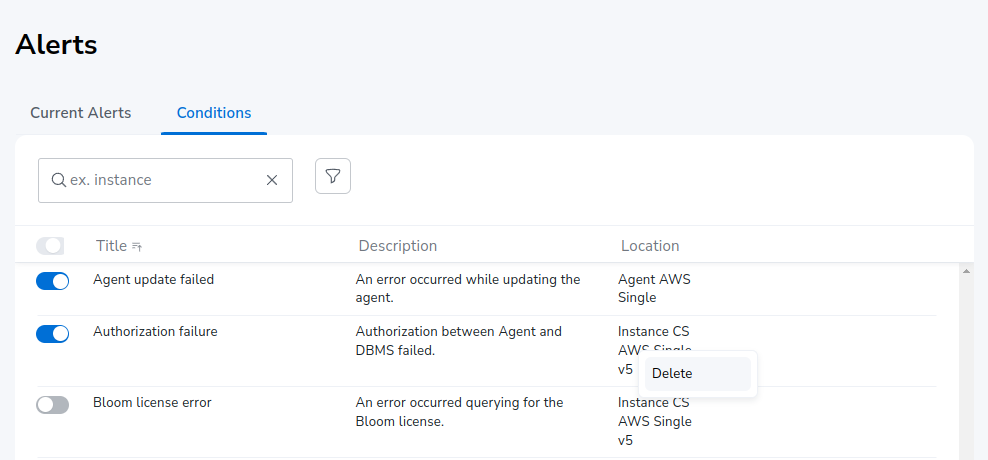 Alerts
Current Alerts Conditions
ex. instance
Title Description Location
Agent update failed An error occurred while updating the Agent AWS
agent. Single
Authorization failure Authorization between Agent and Instance CS
DBMS failed. AWS Single
v5 Delete
Bloom license error An error occurred querying for the Instance CS
Bloom license. AWS Single
v5